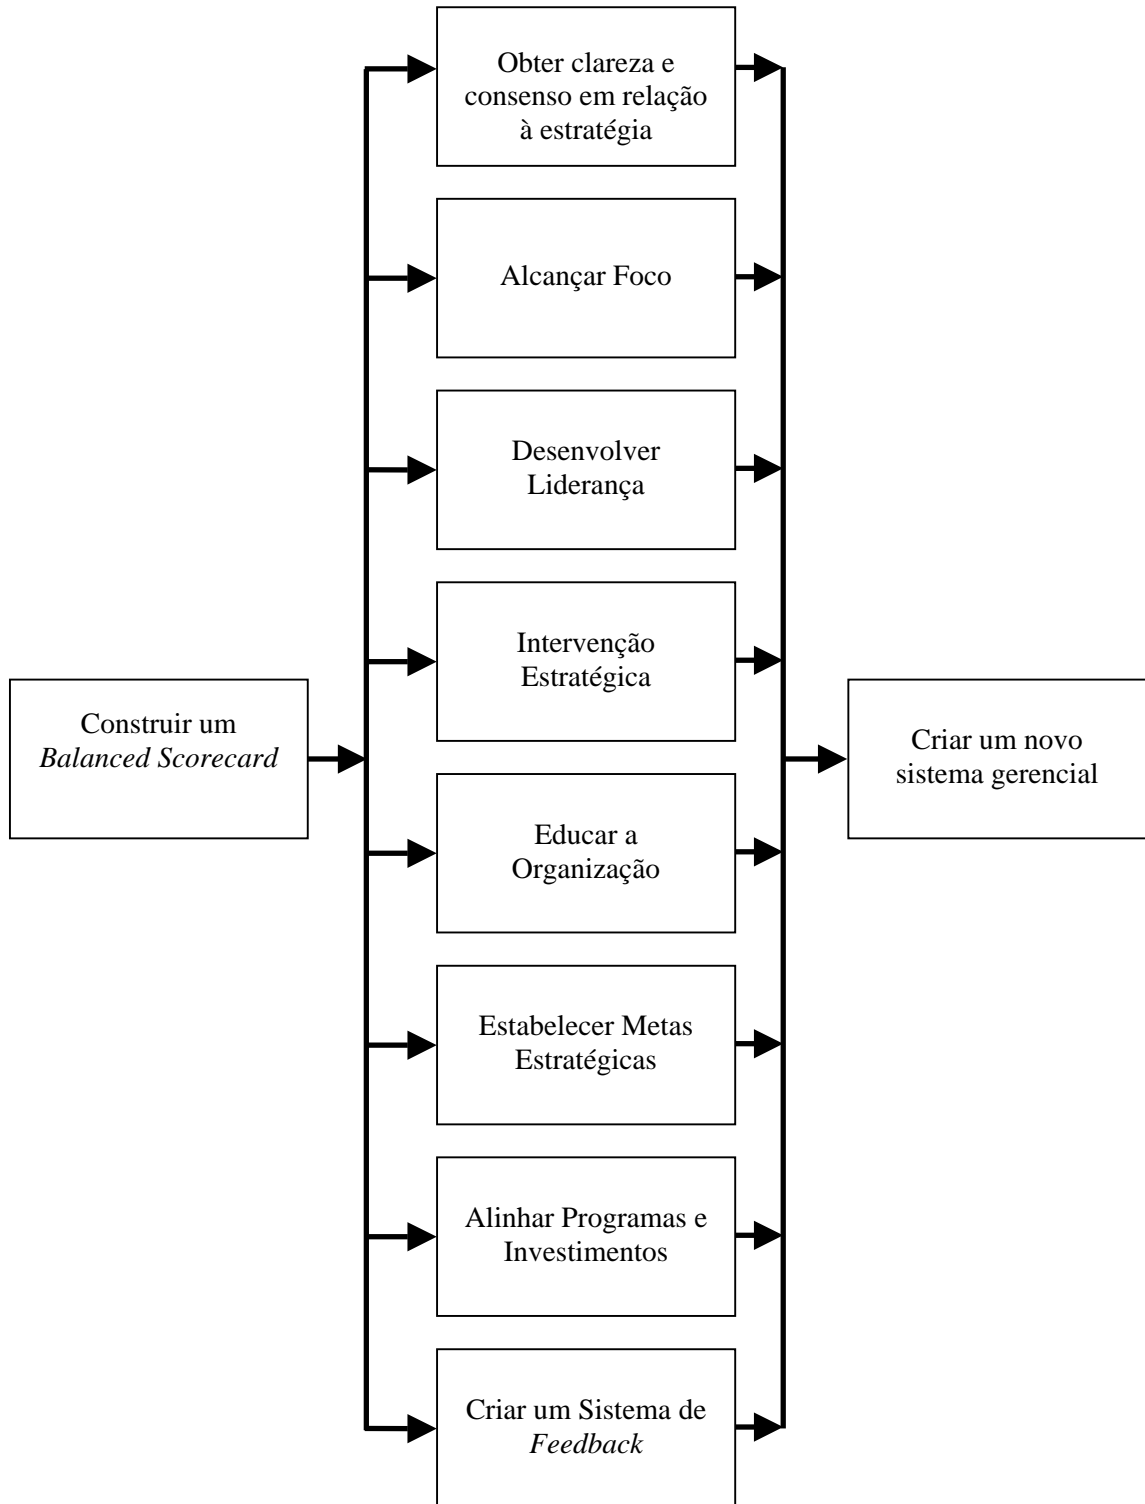 Obter clareza e
consenso em relação
à estratégia
Alcançar Foco
Desenvolver
Liderança
Intervenção
Estratégica
Construir um
Balanced Scorecard
Criar um novo
sistema gerencial
Educar a
Organização
Estabelecer Metas
Estratégicas
Alinhar Programas e
Investimentos
Criar um Sistema de
Feedback